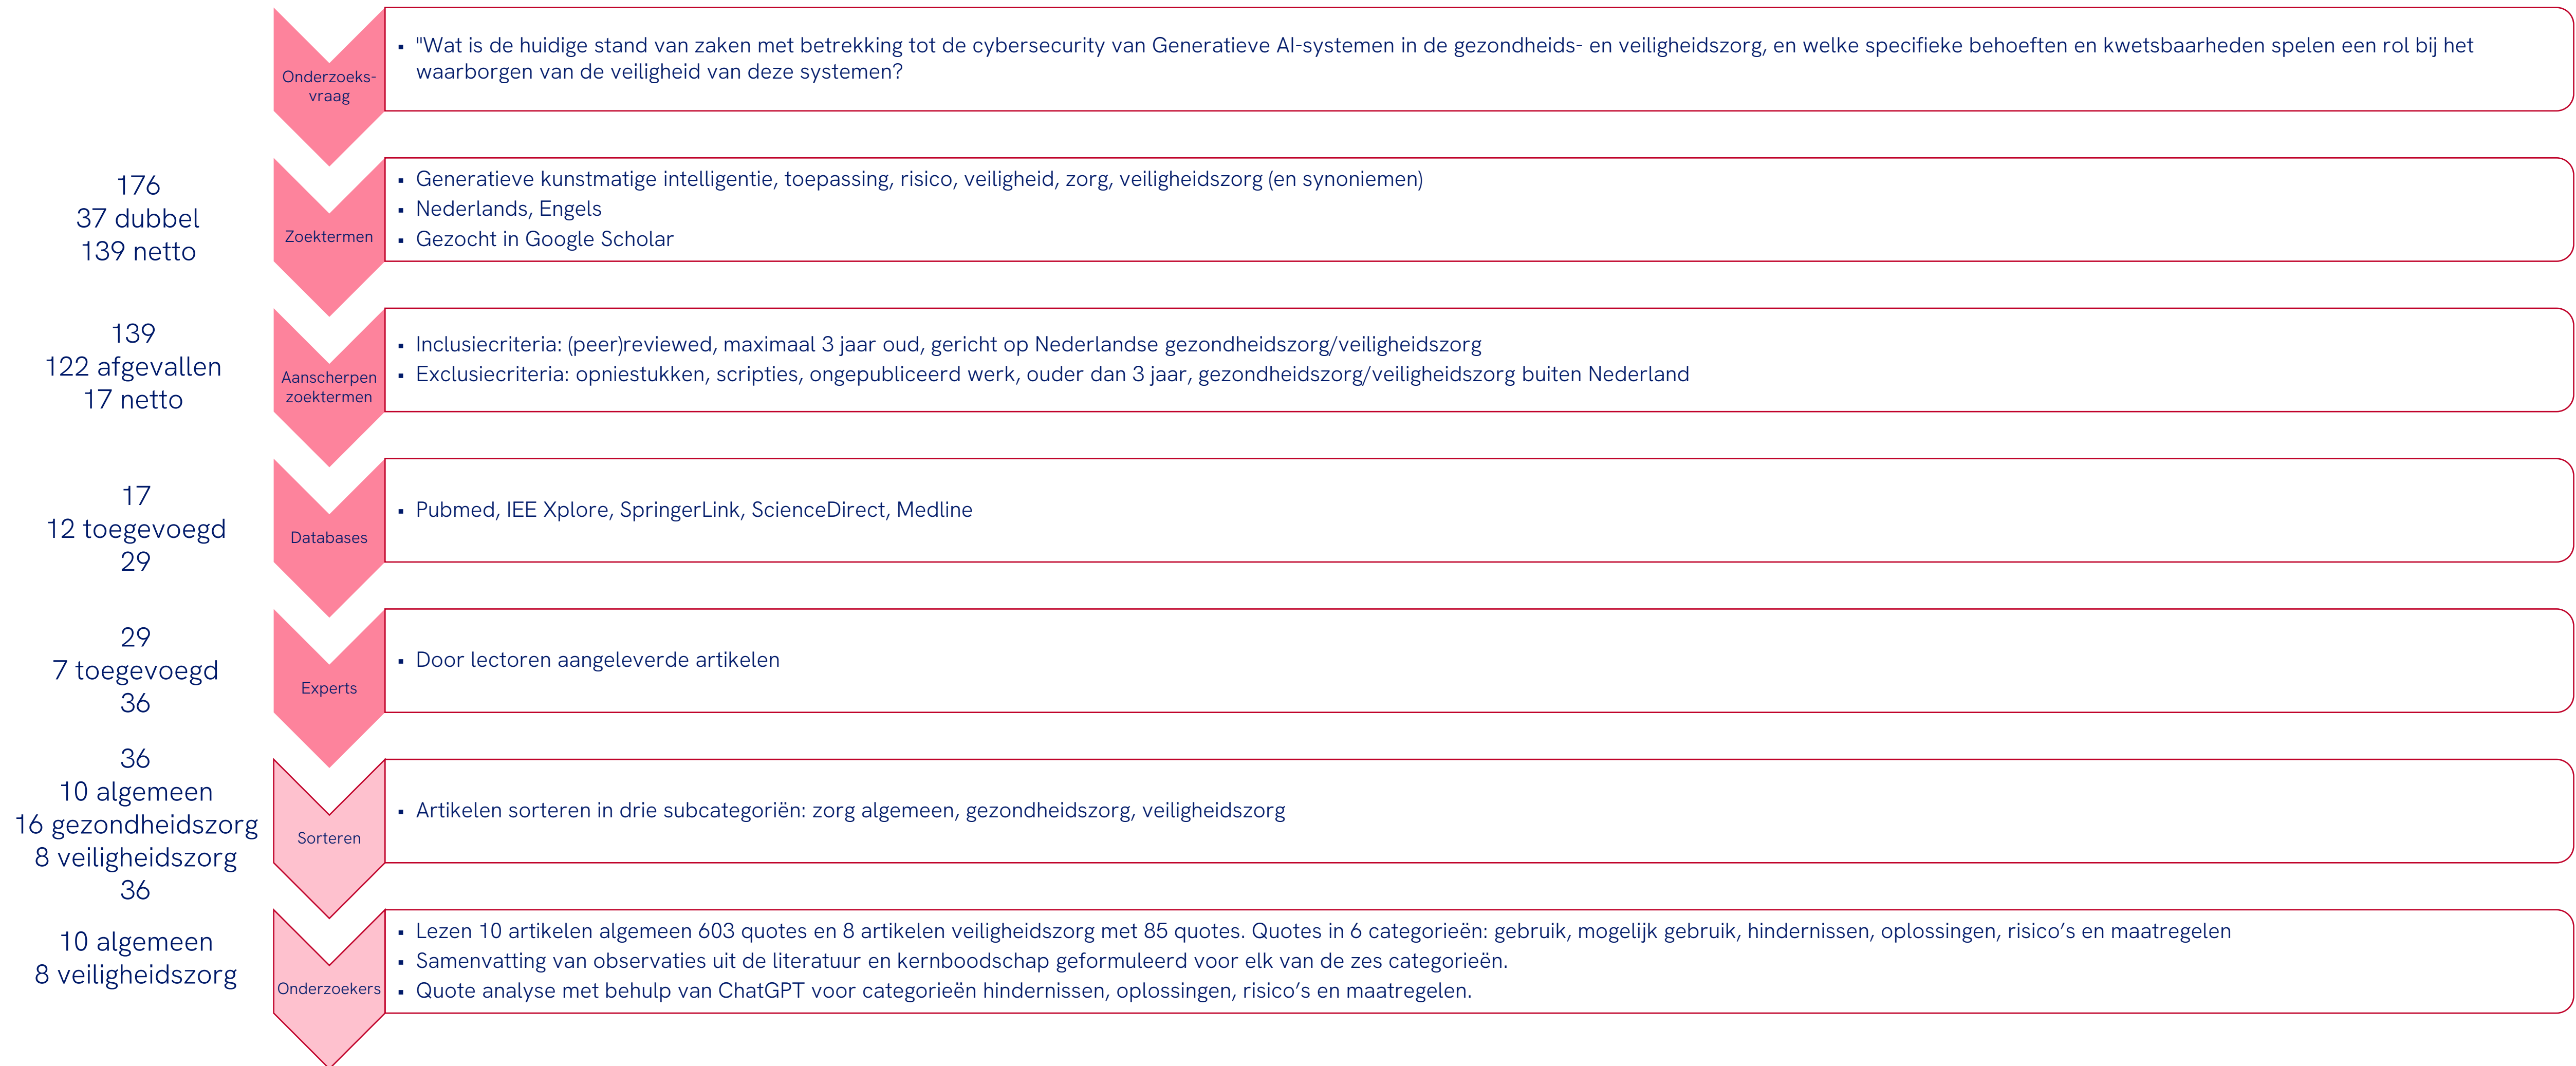 Onderzoeks-
vraag
▪ "Wat is de huidige stand van zaken met betrekking tot de cybersecurity van Generatieve AI-systemen in de gezondheids- en veiligheidszorg, en welke specifieke behoeften en kwetsbaarheden spelen een rol bij het
waarborgen van de veiligheid van deze systemen?
176
37 dubbel
139 netto
Zoektermen
▪ Generatieve kunstmatige intelligentie, toepassing, risico, veiligheid, zorg, veiligheidszorg (en synoniemen)
▪ Nederlands, Engels
▪ Gezocht in Google Scholar
139
122 afgevallen
17 netto
Aanscherpen
zoektermen
▪ Inclusiecriteria: (peer)reviewed, maximaal 3 jaar oud, gericht op Nederlandse gezondheidszorg/veiligheidszorg
▪ Exclusiecriteria: opniestukken, scripties, ongepubliceerd werk, ouder dan 3 jaar, gezondheidszorg/veiligheidszorg buiten Nederland
17
12 toegevoegd
29
Databases
▪ Pubmed, IEE Xplore, SpringerLink, ScienceDirect, Medline
29
7 toegevoegd
36
Experts
▪ Door lectoren aangeleverde artikelen
36
10 algemeen
16 gezondheidszorg
8 veiligheidszorg
36
Sorteren
▪ Artikelen sorteren in drie subcategoriën: zorg algemeen, gezondheidszorg, veiligheidszorg
10 algemeen
8 veiligheidszorg
Onderzoekers
▪ Lezen 10 artikelen algemeen 603 quotes en 8 artikelen veiligheidszorg met 85 quotes. Quotes in 6 categorieën: gebruik, mogelijk gebruik, hindernissen, oplossingen, risico’s en maatregelen
▪ Samenvatting van observaties uit de literatuur en kernboodschap geformuleerd voor elk van de zes categorieën.
▪ Quote analyse met behulp van ChatGPT voor categorieën hindernissen, oplossingen, risico’s en maatregelen.